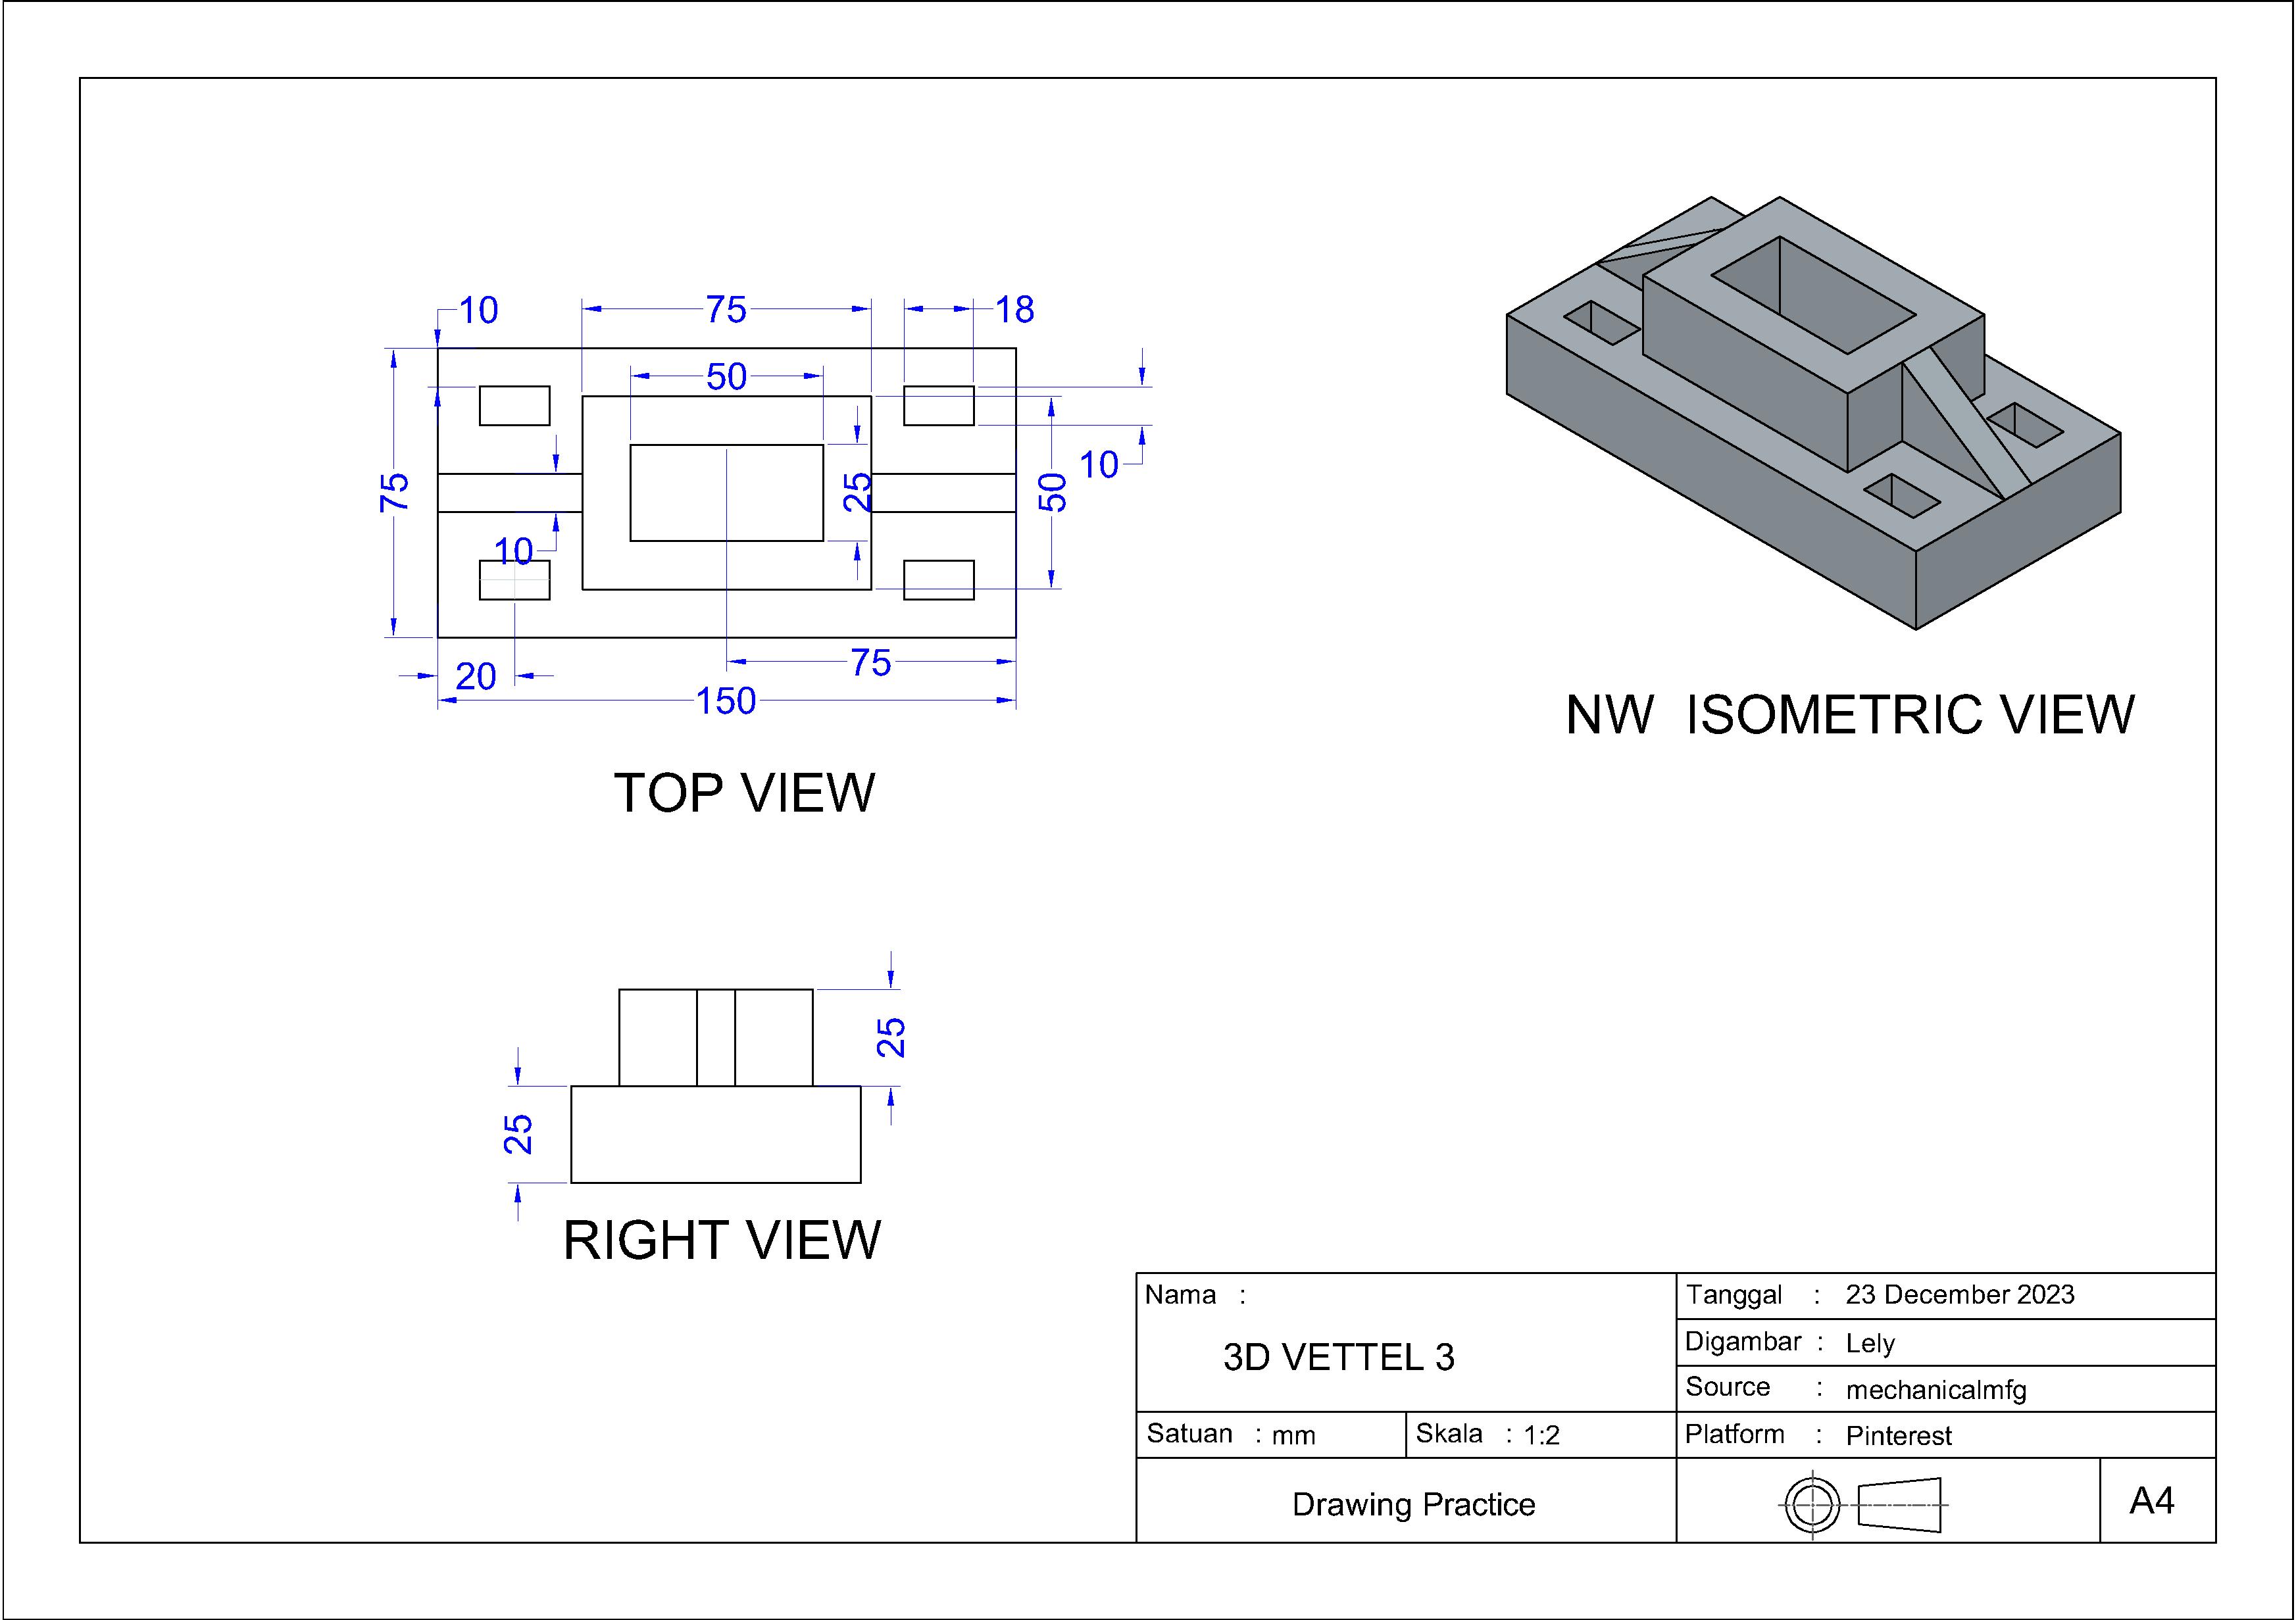 10
75
18
50
10
75
25
50
10
10
75
20
150
TOP VIEW
NW ISOMETRIC VIEW
25
25
RIGHT VIEW
Nama :
3D VETTEL 3
Tanggal : 23 December 2023
Digambar : Lely
Source : mechanicalmfg
Satuan : mm
Skala : 1:2
Platform : Pinterest
Drawing Practice
A4